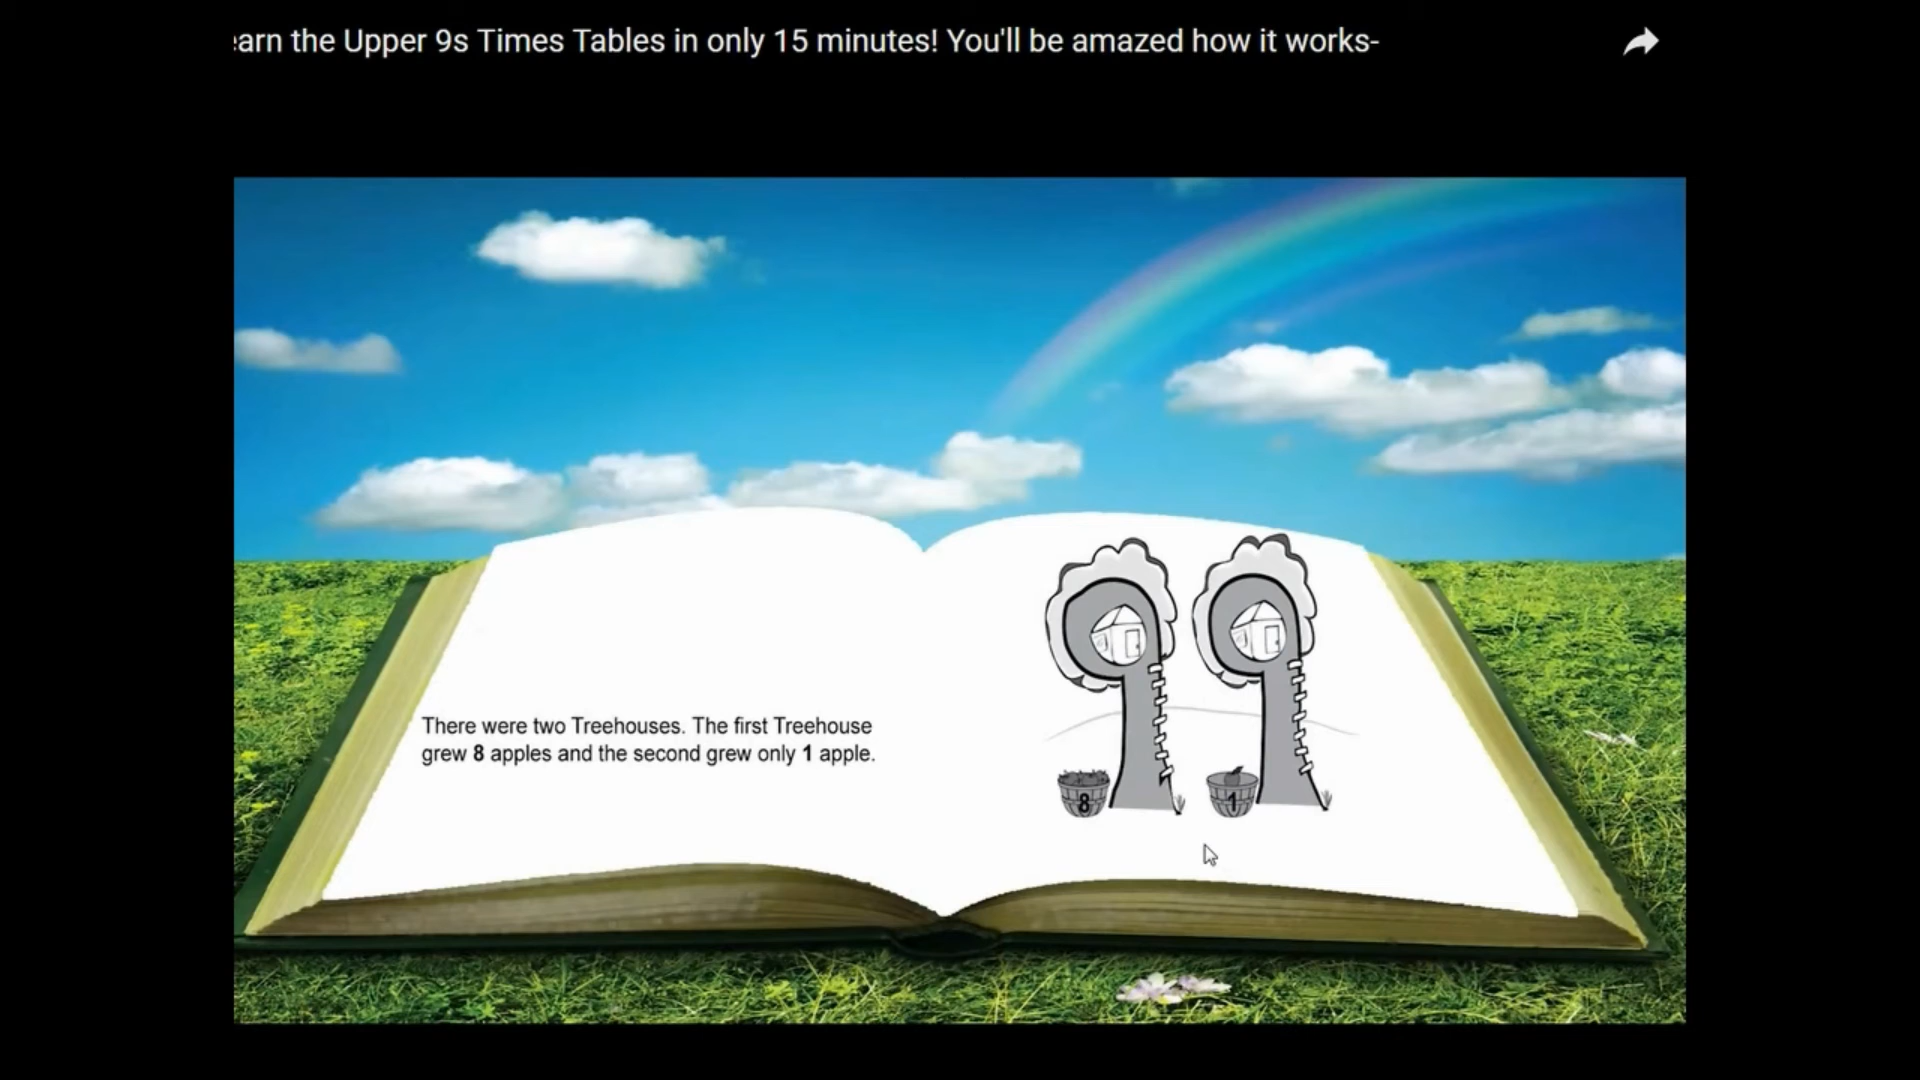 earn the Upper 9s Times Tables in only 15 minutes! You'll be amazed how it works-
There were two Treehouses. The first Treehouse
grew 8 apples and the second grew only 1 apple.
8
1